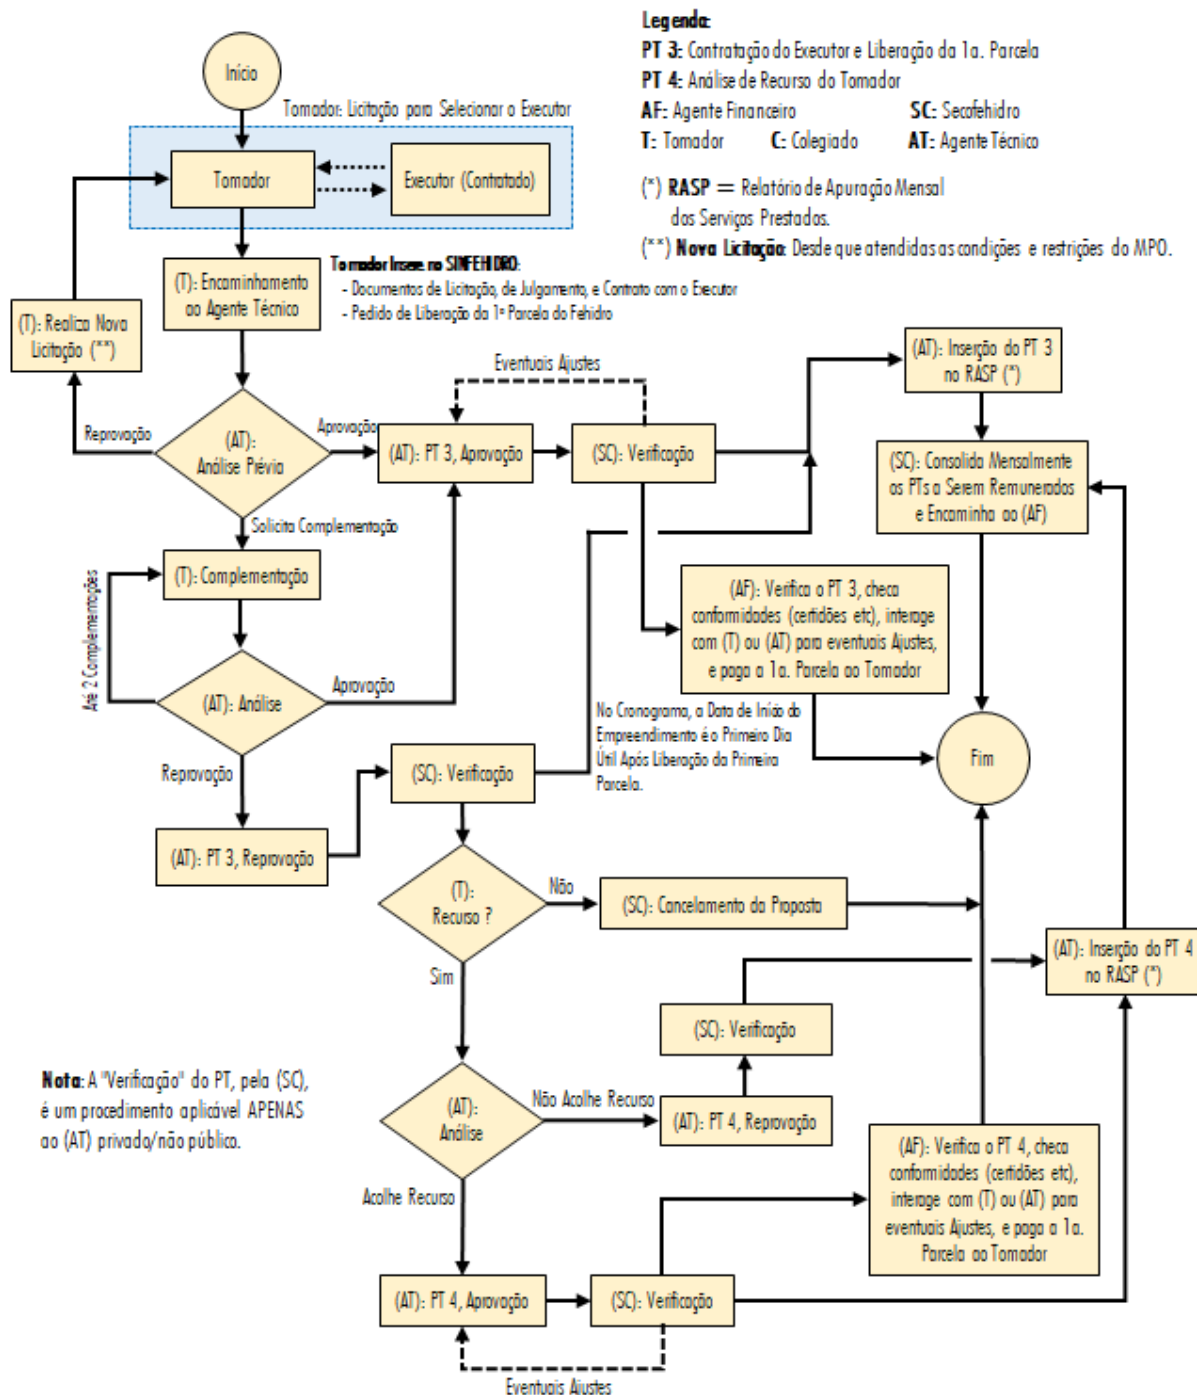 Início
Legenda:
PT 3: Contratação do Executor e Liberação da 1a. Parcela
PT 4: Análise de Recurso do Tomador
AF: Agente Financeiro
SC: Secofehidro
T: Tomador
C: Colegiado
AT: Agente Técnico
(*) RASP = Relatório de Apuração Mensal
dos Serviços Prestados.
(**) Nova Licitação: Desde que atendidas as condições e restrições do MPO.
Tomador: Licitação para Selecionar o Executor
Tomador
Executor (Contratado)
(T): Encaminhamento
ao Agente Técnico
Tomador Insere no SINFEHIDRO:
- Documentos de Licitação, de Julgamento, e Contrato com o Executor
- Pedido de Liberação da 1ª Parcela do Fehidro
(T): Realiza Nova
Licitação (**)
Reprovação
(AT):
Análise Prévia
Aprovação
Eventuais Ajustes
(AT): PT 3, Aprovação
(SC): Verificação
(AT): Inserção do PT 3
no RASP (*)
(SC): Consolida Mensalmente
os PTs a Serem Remunerados
e Encaminha ao (AF)
Solicita Complementação
(T): Complementação
Até 2 Complementações
(AT): Análise
Aprovação
(AF): Verifica o PT 3, checa
conformidades (certidões etc), interage
com (T) ou (AT) para eventuais Ajustes,
e paga a 1a. Parcela ao Tomador
No Cronograma, a Data de Início do
Empreendimento é o Primeiro Dia
Útil Após Liberação da Primeira
Parcela.
Fim
Reprovação
(AT): PT 3, Reprovação
(SC): Verificação
(T):
Recurso ?
Não
(SC): Cancelamento da Proposta
Sim
(AT): Inserção do PT 4
no RASP (*)
(SC): Verificação
Nota: A "Verificação" do PT, pela (SC),
é um procedimento aplicável APENAS
ao (AT) privado/não público.
(AT):
Análise
Não Acolhe Recurso
(AT): PT 4, Reprovação
(AF): Verifica o PT 4, checa
conformidades (certidões etc),
interage com (T) ou (AT) para
eventuais Ajustes, e paga a 1a.
Parcela ao Tomador
Acolhe Recurso
(AT): PT 4, Aprovação
(SC): Verificação
Eventuais Ajustes